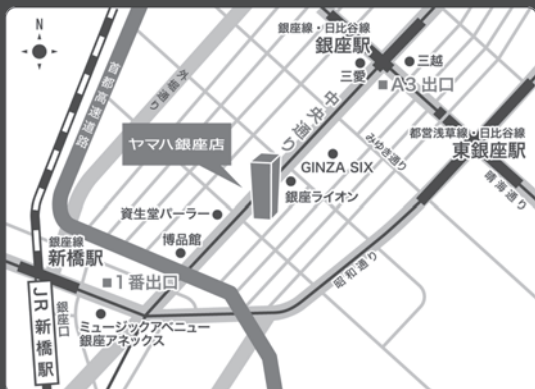 N
銀座線・日比谷線
銀座駅
三越
三愛
A3 出口
首都高速道路
外堀通り
中央通り
ヤマハ銀座店
みゆき通り
都営浅草線・日比谷線
東銀座駅
晴海通り
GINZA SIX
銀座ライオン
資生堂パーラー
博品館
昭和通り
銀座線
新橋駅
1番出口
JR 新橋駅
銀座口
ミュージックアベニュー
銀座アネックス